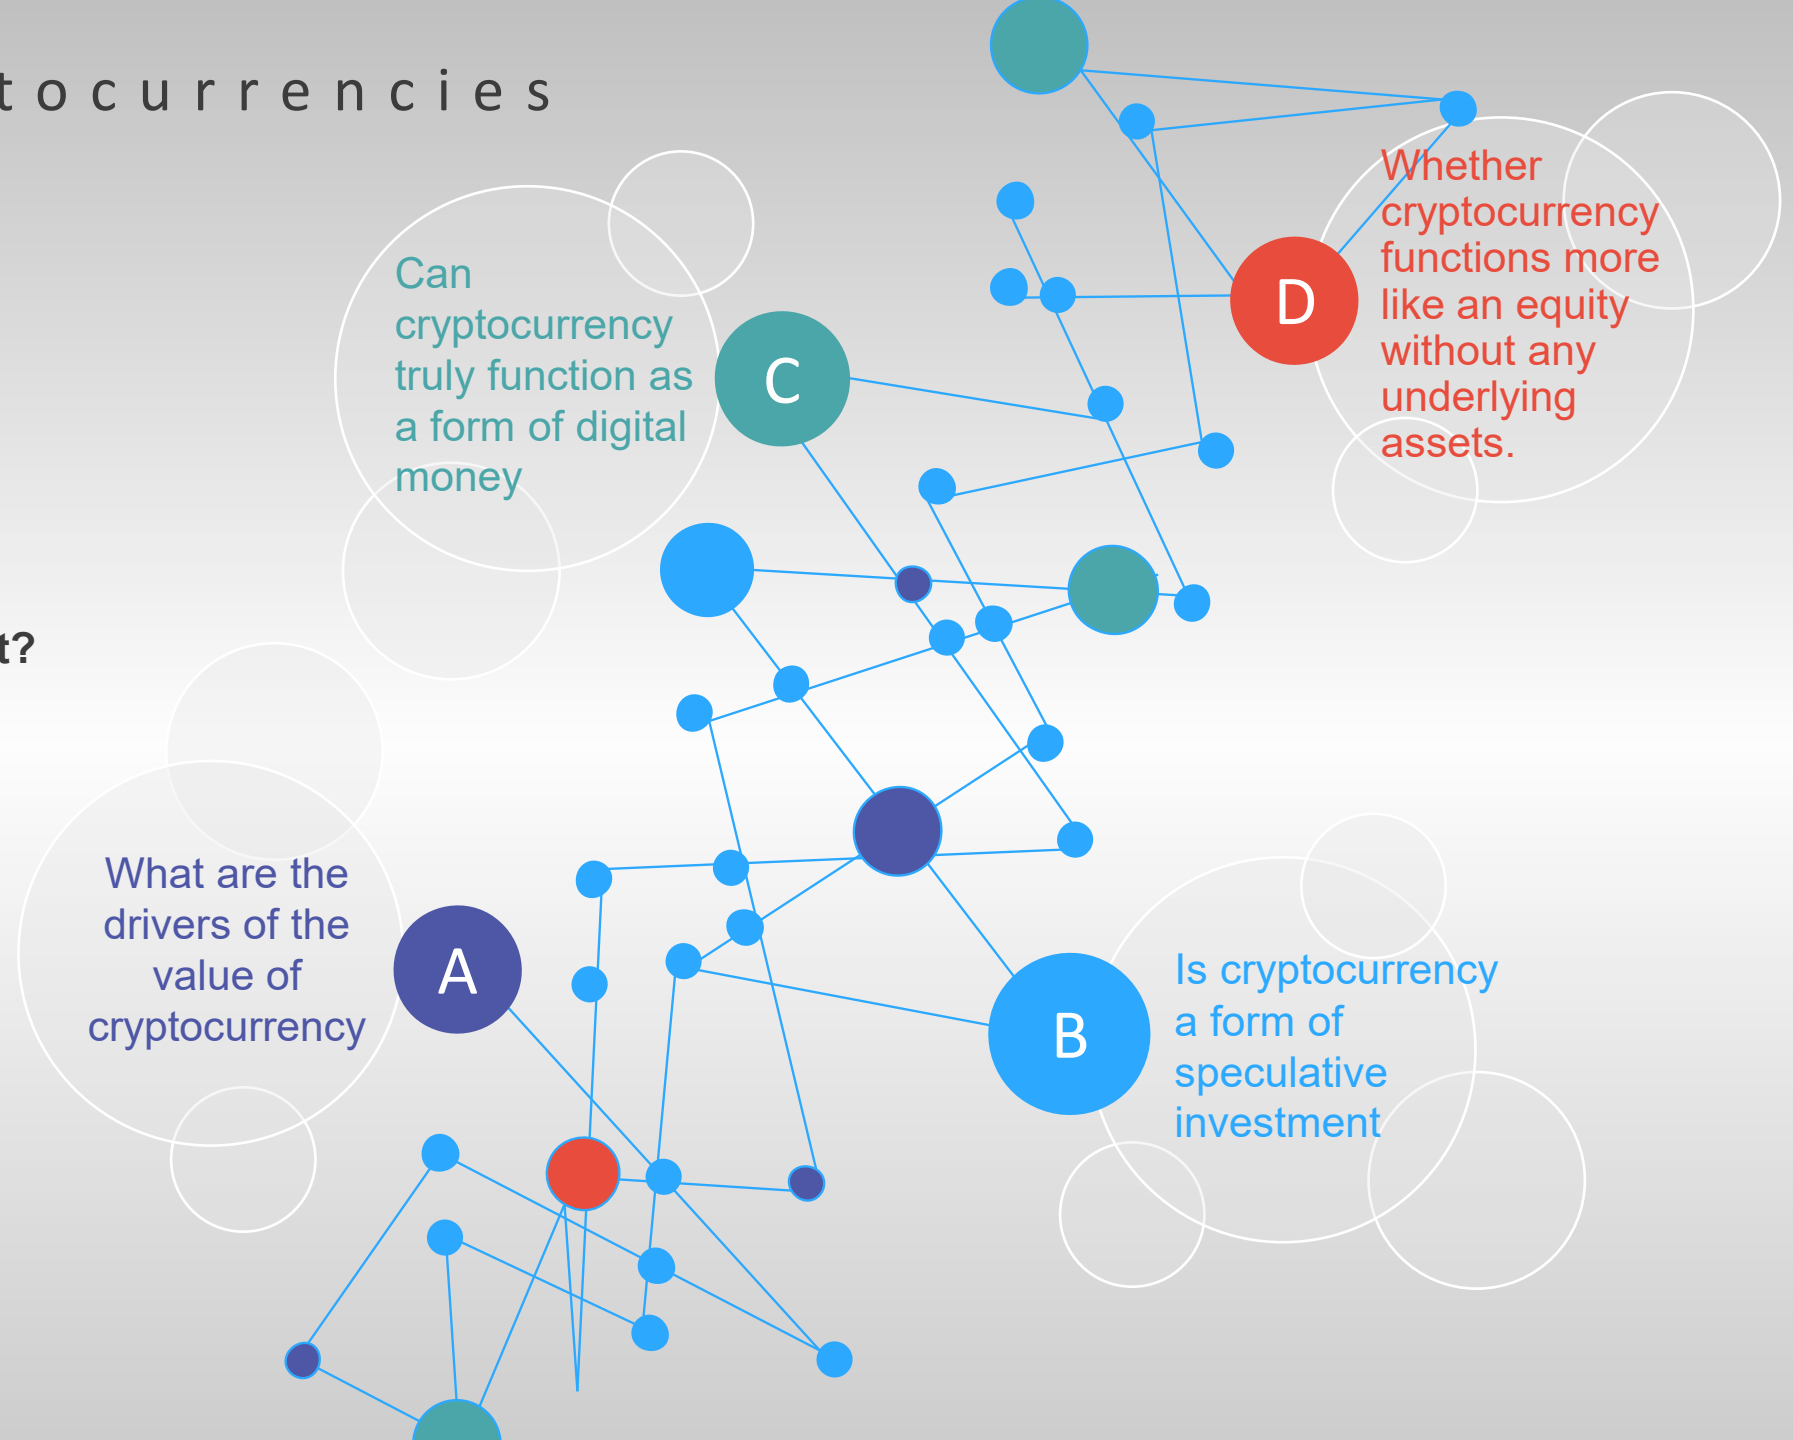 tocurrencies
Can
cryptocurrency
truly function as
a form of digital
money
C
D
Whether
cryptocurrency
functions more
like an equity
without any
underlying
assets.
t?
What are the
drivers of the
value of
cryptocurrency
A
B
Is cryptocurrency
a form of
speculative
investment